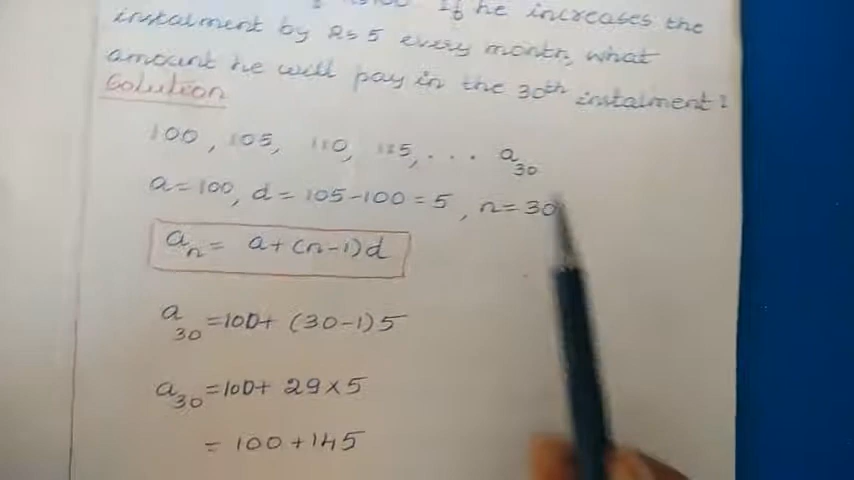 If he increases the
instalment by Rs 5 every month, what
amount he will pay in the 30th instalment?
Solution
100, 105, 110, 115, ... a₃₀
a = 100, d = 105-100 = 5, n = 30
aₙ = a+(n-1)d
a₃₀ = 100+ (30-1)5
a₃₀ = 100+ 29×5
= 100+145